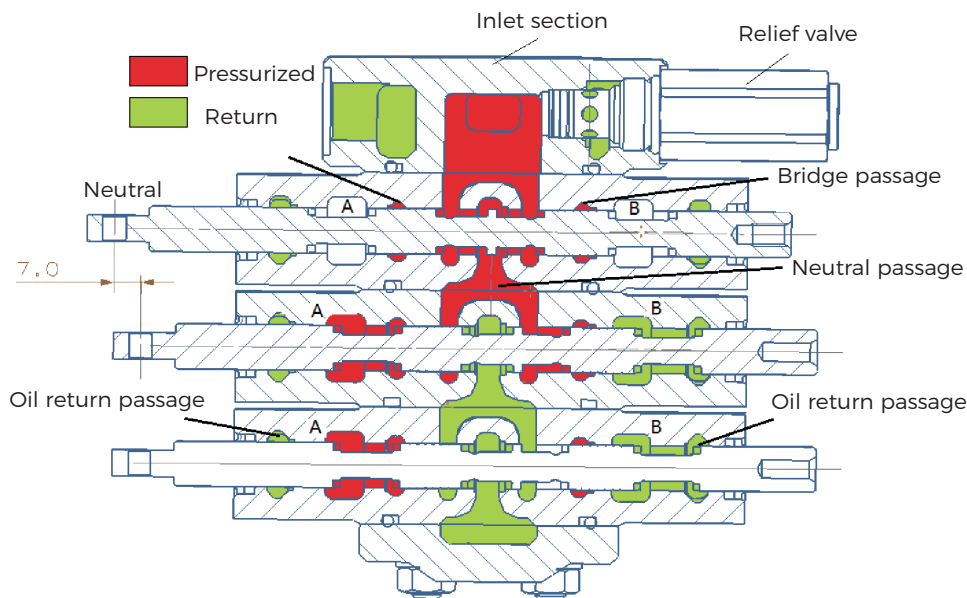 Inlet section
Relief valve
Pressurized
Return
Neutral
A
B
Bridge passage
Neutral passage
7.0
A
B
Oil return passage
A
B
Oil return passage